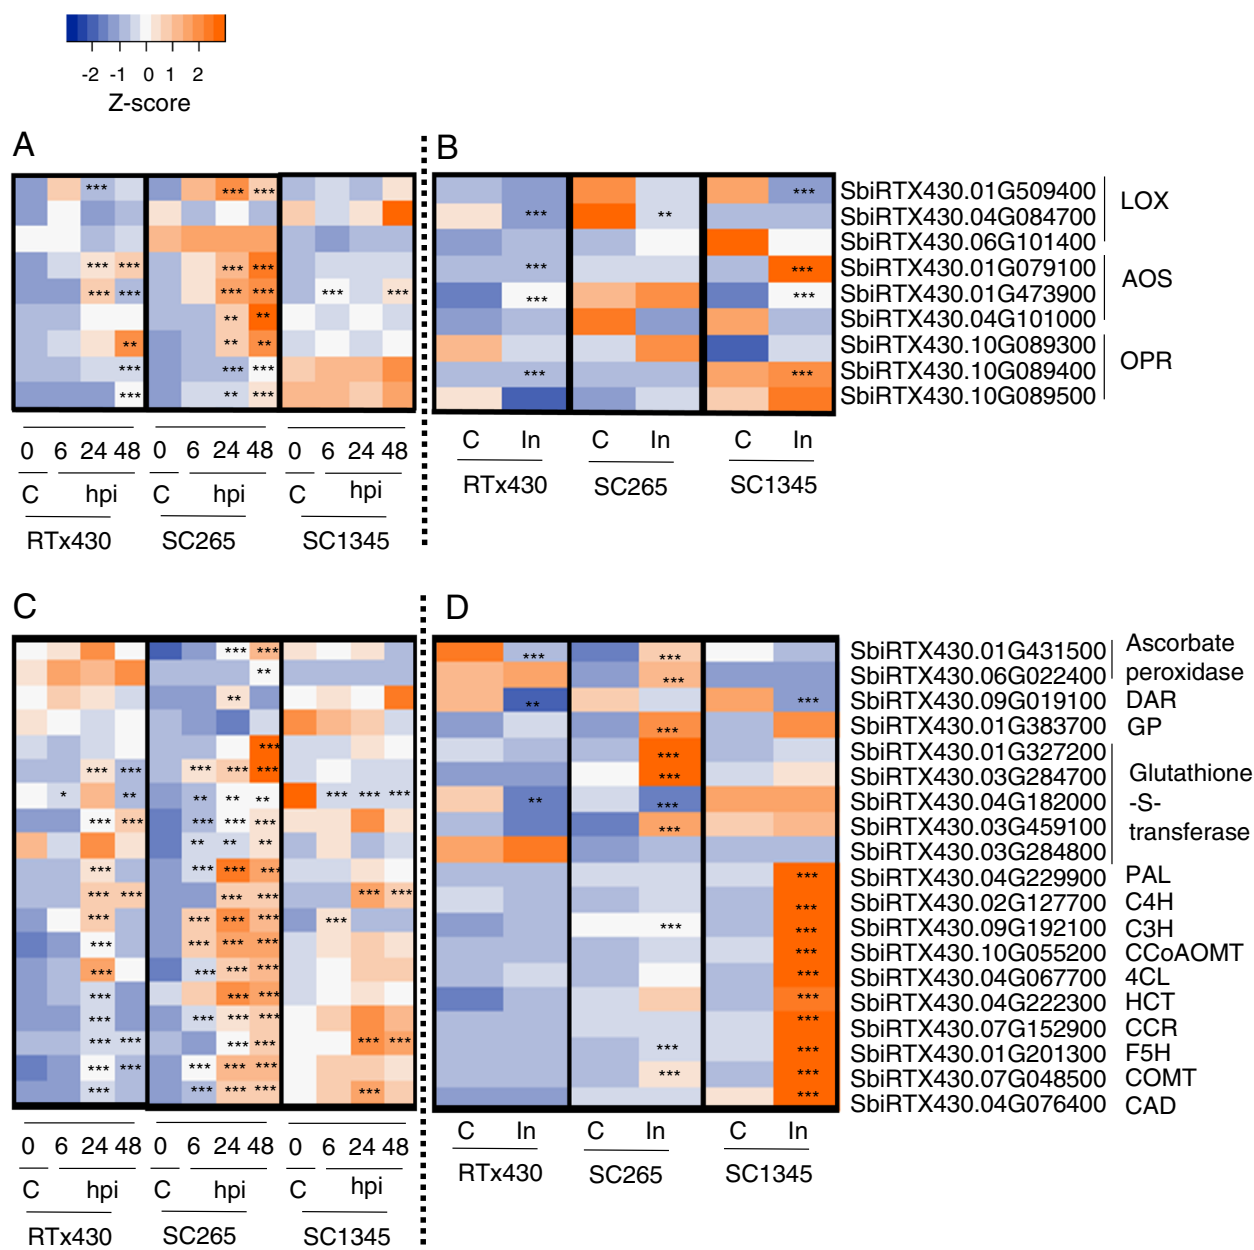 -2 -1 0 1 2
Z-score
A
B
*** *** *** ***
SbiRTX430.01G509400
*** **
SbiRTX430.04G084700
LOX
SbiRTX430.06G101400
*** *** *** *** *** ***
SbiRTX430.01G079100
*** *** *** *** *** *** *** ***
SbiRTX430.01G473900
AOS
** **
SbiRTX430.04G101000
** ** **
SbiRTX430.10G089300
*** *** *** *** ***
SbiRTX430.10G089400
OPR
*** ** ***
SbiRTX430.10G089500
0 6 24 48 0 6 24 48 0 6 24 48
C hpi C hpi C hpi
RTx430 SC265 SC1345
C In C In C In
RTx430 SC265 SC1345
C
D
*** *** *** ***
SbiRTX430.01G431500
Ascorbate
peroxidase
** ***
SbiRTX430.06G022400
** ** ***
SbiRTX430.09G019100
DAR
***
SbiRTX430.01G383700
GP
*** ***
SbiRTX430.01G327200
*** *** *** *** *** ***
SbiRTX430.03G284700
Glutathione
-S-
transferase
* ** ** ** ** *** *** *** ** ***
SbiRTX430.04G182000
*** *** *** *** *** ***
SbiRTX430.03G459100
** ** **
SbiRTX430.03G284800
*** *** *** *** ***
SbiRTX430.04G229900
PAL
*** *** *** *** *** *** ***
SbiRTX430.02G127700
C4H
*** *** *** *** *** *** ***
SbiRTX430.09G192100
C3H
*** *** *** *** ***
SbiRTX430.10G055200
CCoAOMT
*** *** *** *** ***
SbiRTX430.04G067700
4CL
*** *** *** ***
SbiRTX430.04G222300
HCT
*** *** *** *** ***
SbiRTX430.07G152900
CCR
*** *** *** *** *** *** *** ***
SbiRTX430.01G201300
F5H
*** *** *** *** *** *** ***
SbiRTX430.07G048500
COMT
*** *** *** *** *** ***
SbiRTX430.04G076400
CAD
0 6 24 48 0 6 24 48 0 6 24 48
C hpi C hpi C hpi
RTx430 SC265 SC1345
C In C In C In
RTx430 SC265 SC1345